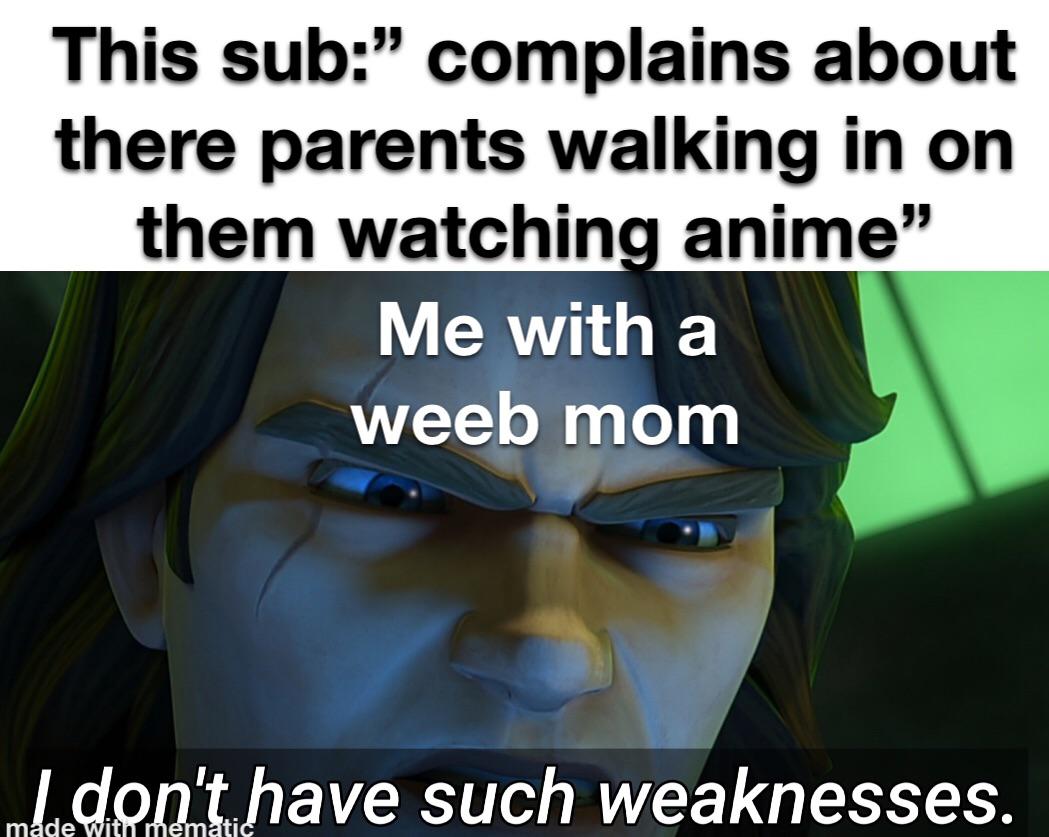 This sub:” complains about
there parents walking in on
them watching anime”
Me with a
weeb mom
I don't have such weaknesses.
made with mematic